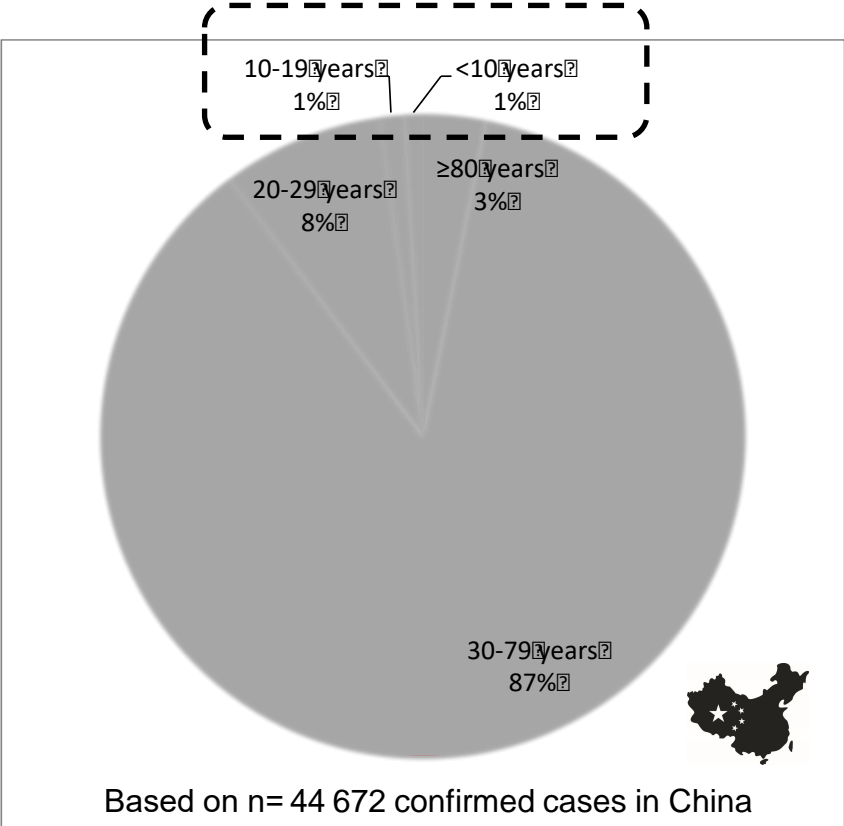 10-19�years�
1%�
<10�years�
1%�
≥80�years�
3%�
20-29�years�
8%�
30-79�years�
87%�
Based on n= 44 672 confirmed cases in China